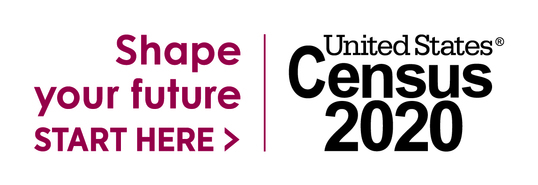 Shape
your future
START HERE >
United States®
Census
2020